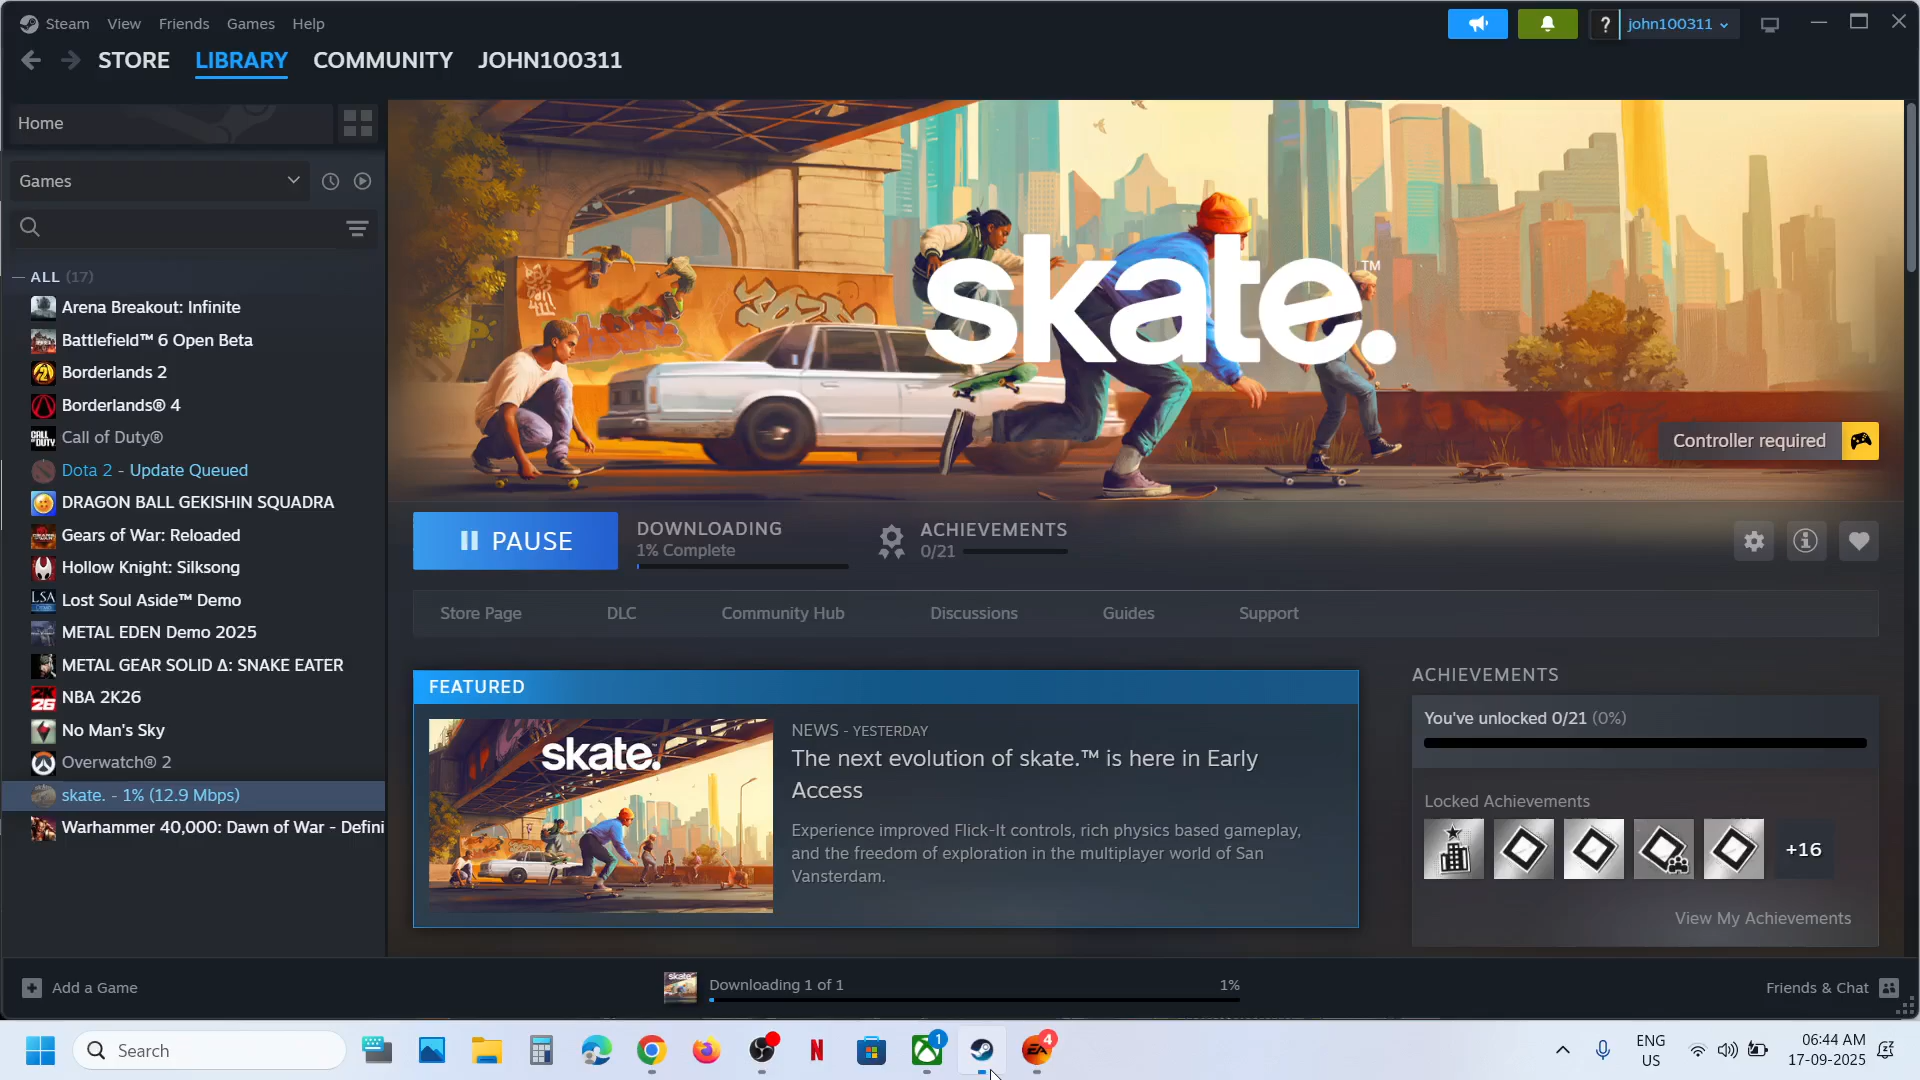 Steam View Friends Games Help
? john100311
STORE LIBRARY COMMUNITY JOHN100311
Home
Games
— ALL (17)
Arena Breakout: Infinite
Battlefield™ 6 Open Beta
Borderlands 2
Borderlands® 4
Call of Duty®
Dota 2 - Update Queued
DRAGON BALL GEKISHIN SQUADRA
Gears of War: Reloaded
Hollow Knight: Silksong
Lost Soul Aside™ Demo
METAL EDEN Demo 2025
METAL GEAR SOLID Δ: SNAKE EATER
NBA 2K26
No Man's Sky
Overwatch® 2
skate. - 1% (12.9 Mbps)
Warhammer 40,000: Dawn of War - Defini
skate.™
Controller required
PAUSE
DOWNLOADING
1% Complete
ACHIEVEMENTS
0/21
Store Page DLC Community Hub Discussions Guides Support
FEATURED
skate.
NEWS - YESTERDAY
The next evolution of skate.™ is here in Early
Access
Experience improved Flick-It controls, rich physics based gameplay,
and the freedom of exploration in the multiplayer world of San
Vansterdam.
ACHIEVEMENTS
You've unlocked 0/21 (0%)
Locked Achievements
+16
View My Achievements
Add a Game
Downloading 1 of 1 1%
Friends & Chat
Search
N
1
EA
4
ENG
US
06:44 AM
17-09-2025